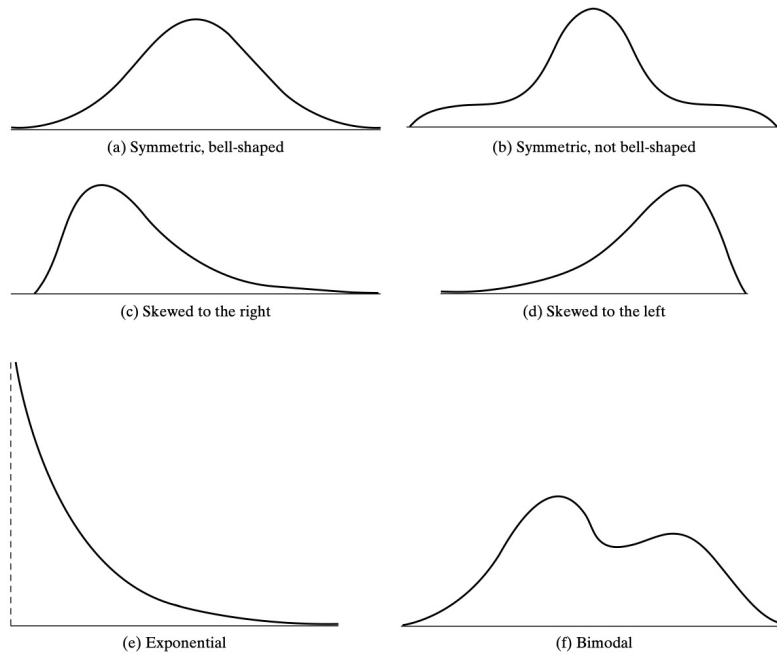 (a) Symmetric, bell-shaped
(b) Symmetric, not bell-shaped
(c) Skewed to the right
(d) Skewed to the left
(e) Exponential
(f) Bimodal